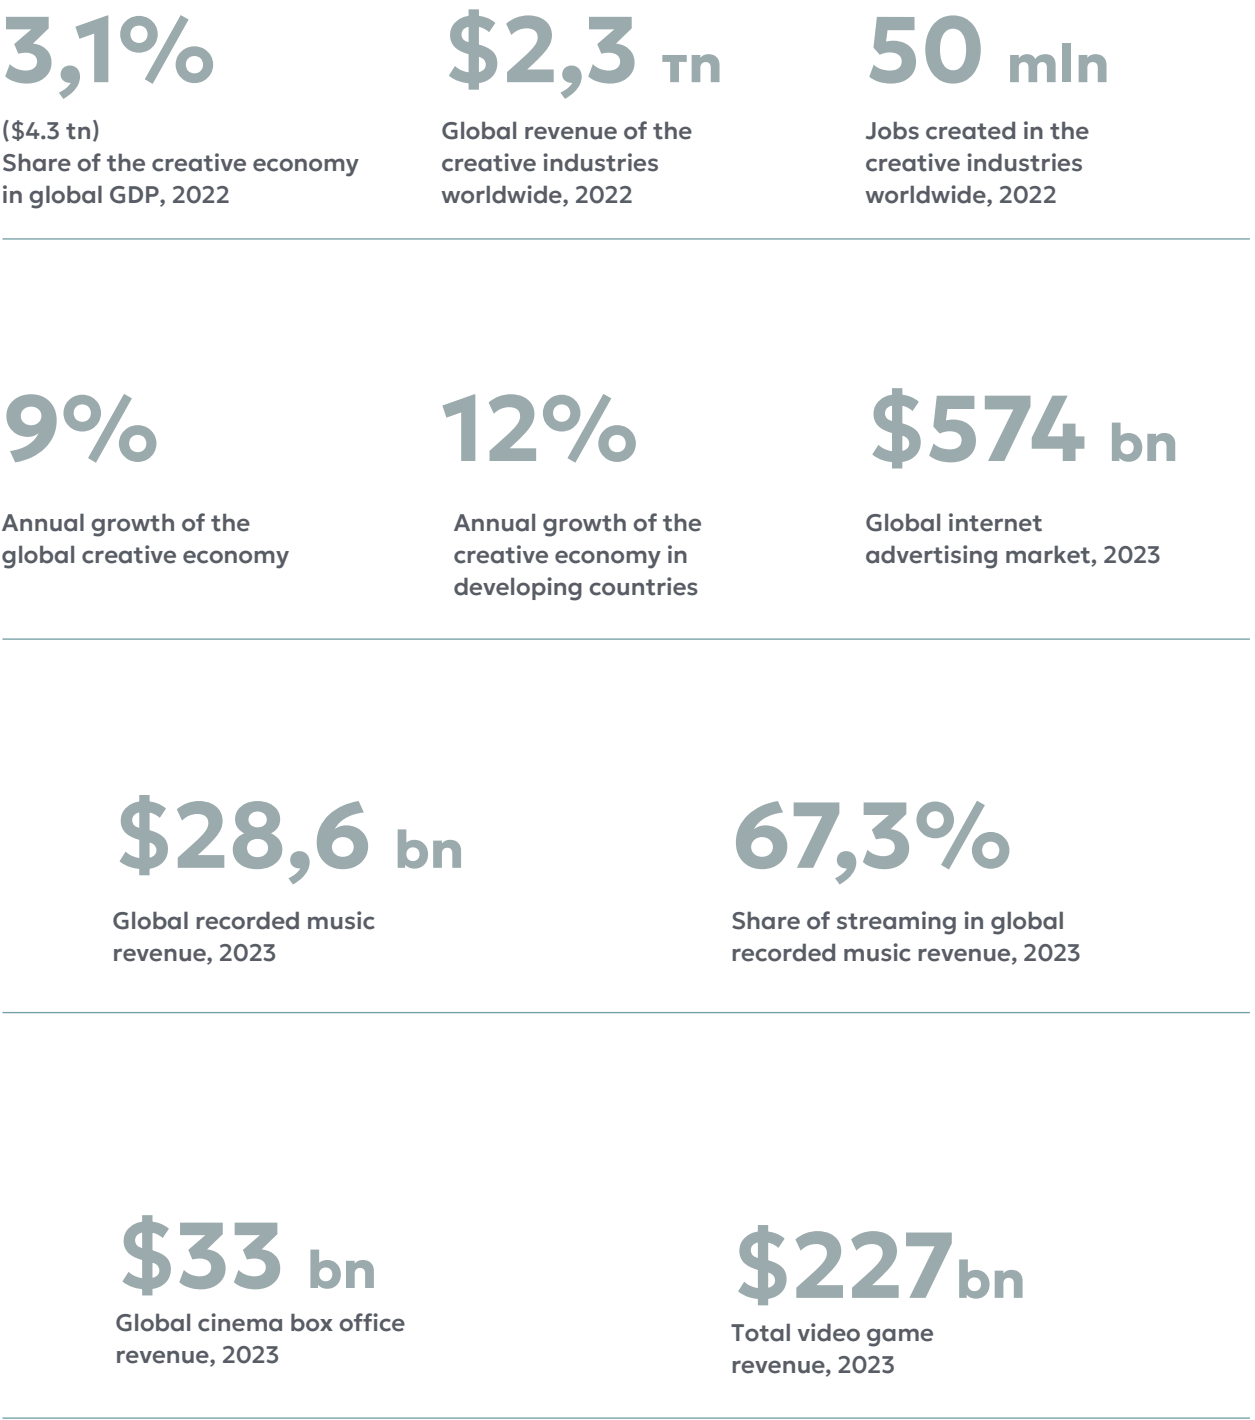 3,1%
($4.3 tn)
Share of the creative economy
in global GDP, 2022
$2,3 тn
Global revenue of the
creative industries
worldwide, 2022
50 mln
Jobs created in the
creative industries
worldwide, 2022
9%
Annual growth of the
global creative economy
12%
Annual growth of the
creative economy in
developing countries
$574 bn
Global internet
advertising market, 2023
$28,6 bn
Global recorded music
revenue, 2023
67,3%
Share of streaming in global
recorded music revenue, 2023
$33 bn
Global cinema box office
revenue, 2023
$227bn
Total video game
revenue, 2023